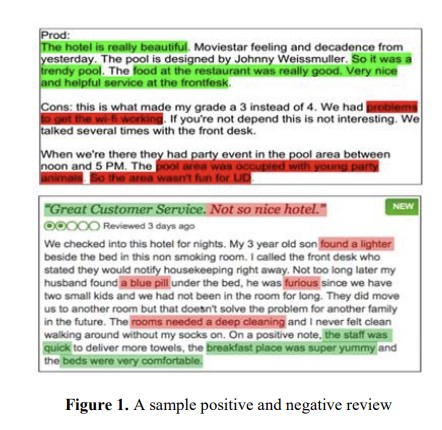 Prod:
The hotel is really beautiful. Moviestar feeling and decadence from
yesterday. The pool is designed by Johnny Weissmuller. So it was a
trendy pool. The food at the restaurant was really good. Very nice
and helpful service at the frontfesk.
Cons: this is what made my grade a 3 instead of 4. We had problems
to get the wi-fi working. If you're not depend this is not interesting. We
talked several times with the front desk.
When we're there they had party event in the pool area between
noon and 5 PM. The pool area was occupied with young party
animals. So the area wasn't fun for UD.
"Great Customer Service. Not so nice hotel."
NEW
Reviewed 3 days ago
We checked into this hotel for nights. My 3 year old son found a lighter
beside the bed in this non smoking room. I called the front desk who
stated they would notify housekeeping right away. Not too long later my
husband found a blue pill under the bed, he was furious since we have
two small kids and we had not been in the room for long. They did move
us to another room but that doesn't solve the problem for another family
in the future. The rooms needed a deep cleaning and I never felt clean
walking around without my socks on. On a positive note, the staff was
quick to deliver more towels, the breakfast place was super yummy and
the beds were very comfortable.
Figure 1. A sample positive and negative review